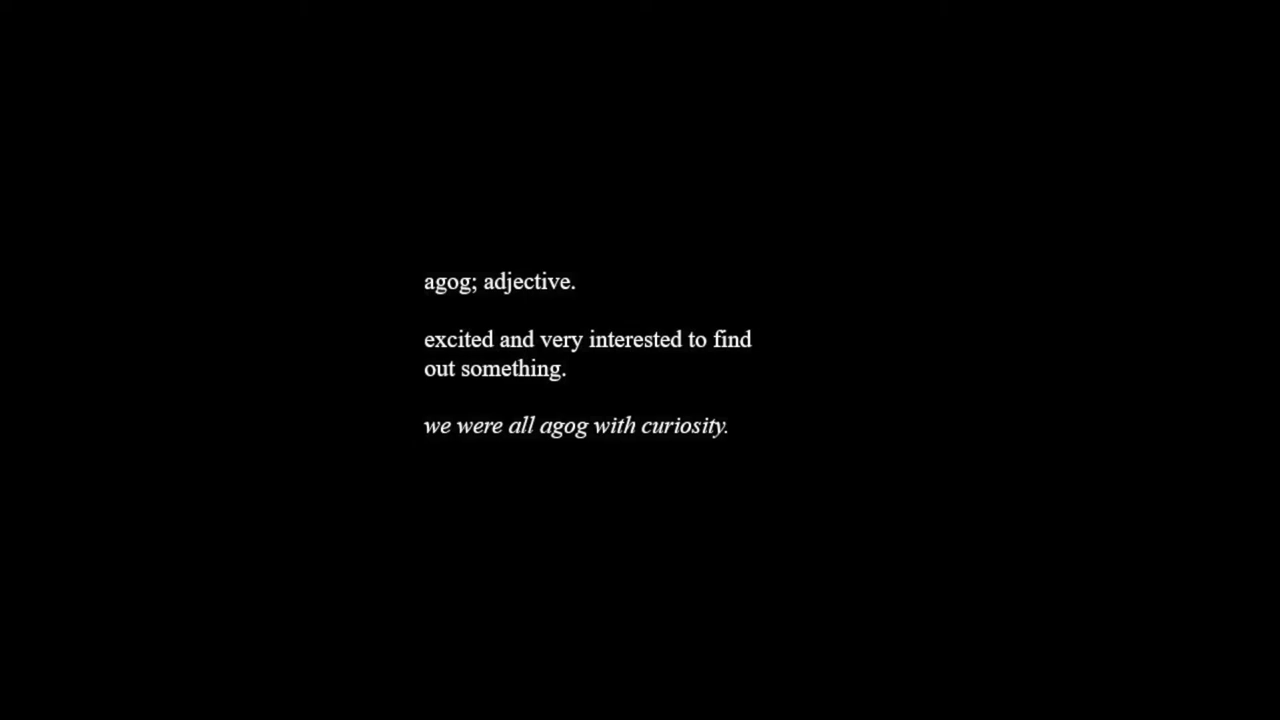 agog; adjective.
excited and very interested to find
out something.
we were all agog with curiosity.